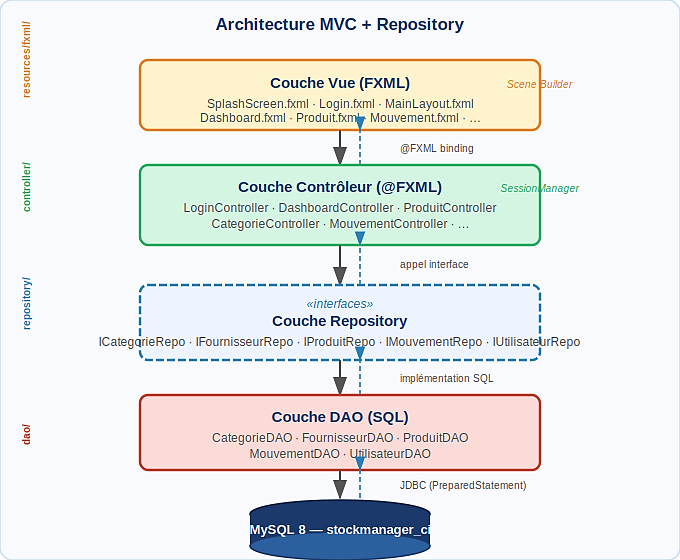 Architecture MVC + Repository
resources/fxml/
Couche Vue (FXML)
Scene Builder
SplashScreen.fxml · Login.fxml · MainLayout.fxml
Dashboard.fxml · Produit.fxml · Mouvement.fxml · …
@FXML binding
controller/
Couche Contrôleur (@FXML)
SessionManager
LoginController · DashboardController · ProduitController
CategorieController · MouvementController · …
appel interface
repository/
«interfaces»
Couche Repository
ICategorieRepo · IFournisseurRepo · IProduitRepo · IMouvementRepo · IUtilisateurRepo
implémentation SQL
dao/
Couche DAO (SQL)
CategorieDAO · FournisseurDAO · ProduitDAO
MouvementDAO · UtilisateurDAO
JDBC (PreparedStatement)
MySQL 8 — stockmanager_ci